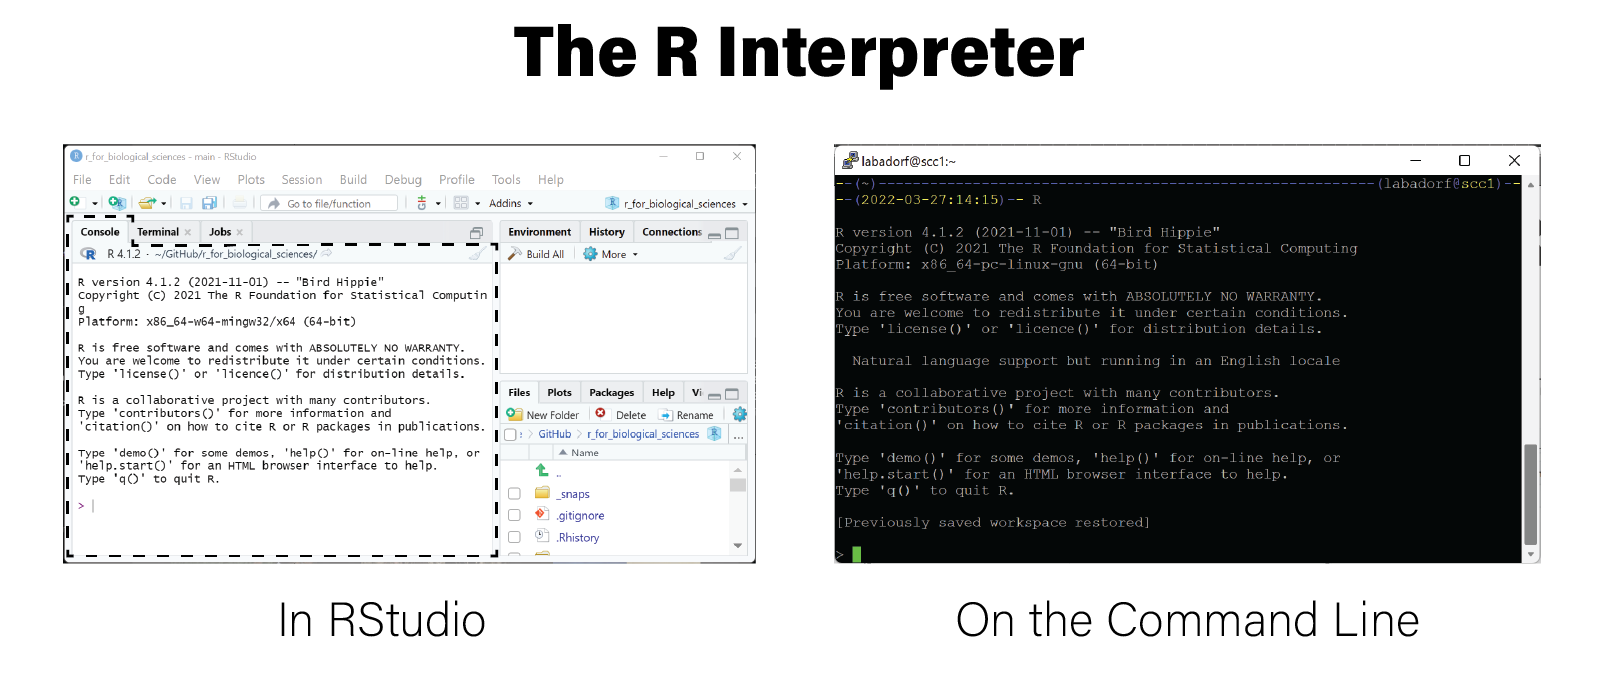 The R Interpreter
r_for_biological_sciences - main - RStudio
File Edit Code View Plots Session Build Debug Profile Tools Help
Go to file/function Addins r_for_biological_sciences
Console Terminal Jobs
R 4.1.2 · ~/GitHub/r_for_biological_sciences/
R version 4.1.2 (2021-11-01) -- "Bird Hippie"
Copyright (C) 2021 The R Foundation for Statistical Computin
g
Platform: x86_64-w64-mingw32/x64 (64-bit)
R is free software and comes with ABSOLUTELY NO WARRANTY.
You are welcome to redistribute it under certain conditions.
Type 'license()' or 'licence()' for distribution details.
R is a collaborative project with many contributors.
Type 'contributors()' for more information and
'citation()' on how to cite R or R packages in publications.
Type 'demo()' for some demos, 'help()' for on-line help, or
'help.start()' for an HTML browser interface to help.
Type 'q()' to quit R.
>
Environment History Connections
Build All More
Files Plots Packages Help Vi
New Folder Delete Rename
GitHub > r_for_biological_sciences ...
Name
..
_snaps
.gitignore
.Rhistory
In RStudio
labadorf@scc1:~
--(~)----------------------------------------------------------------(labadorf@scc1)--
--(2022-03-27:14:15)-- R
R version 4.1.2 (2021-11-01) -- "Bird Hippie"
Copyright (C) 2021 The R Foundation for Statistical Computing
Platform: x86_64-pc-linux-gnu (64-bit)
R is free software and comes with ABSOLUTELY NO WARRANTY.
You are welcome to redistribute it under certain conditions.
Type 'license()' or 'licence()' for distribution details.
Natural language support but running in an English locale
R is a collaborative project with many contributors.
Type 'contributors()' for more information and
'citation()' on how to cite R or R packages in publications.
Type 'demo()' for some demos, 'help()' for on-line help, or
'help.start()' for an HTML browser interface to help.
Type 'q()' to quit R.
[Previously saved workspace restored]
>
On the Command Line